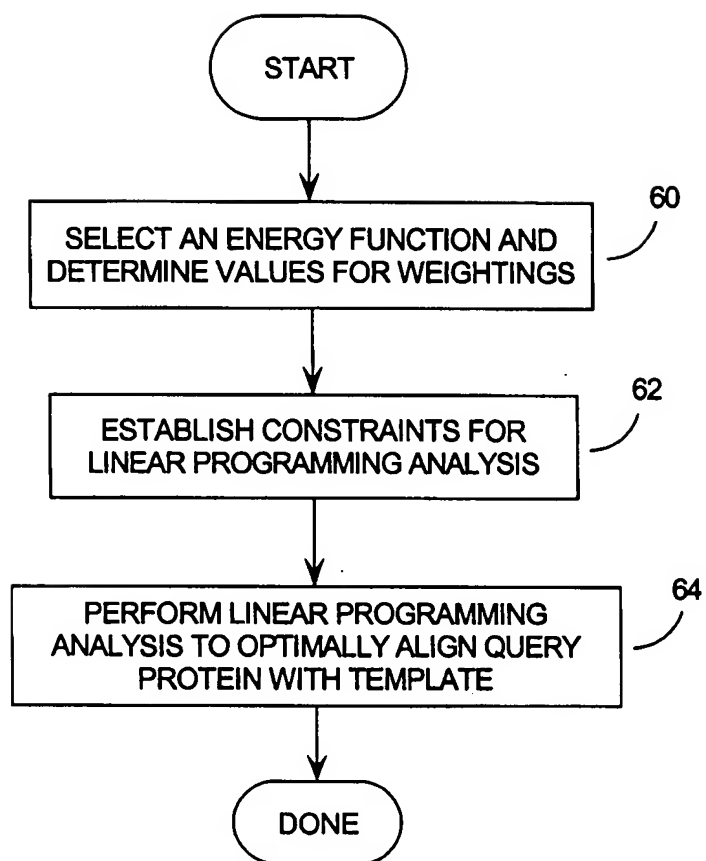 START
60
SELECT AN ENERGY FUNCTION AND
DETERMINE VALUES FOR WEIGHTINGS
62
ESTABLISH CONSTRAINTS FOR
LINEAR PROGRAMMING ANALYSIS
64
PERFORM LINEAR PROGRAMMING
ANALYSIS TO OPTIMALLY ALIGN QUERY
PROTEIN WITH TEMPLATE
DONE